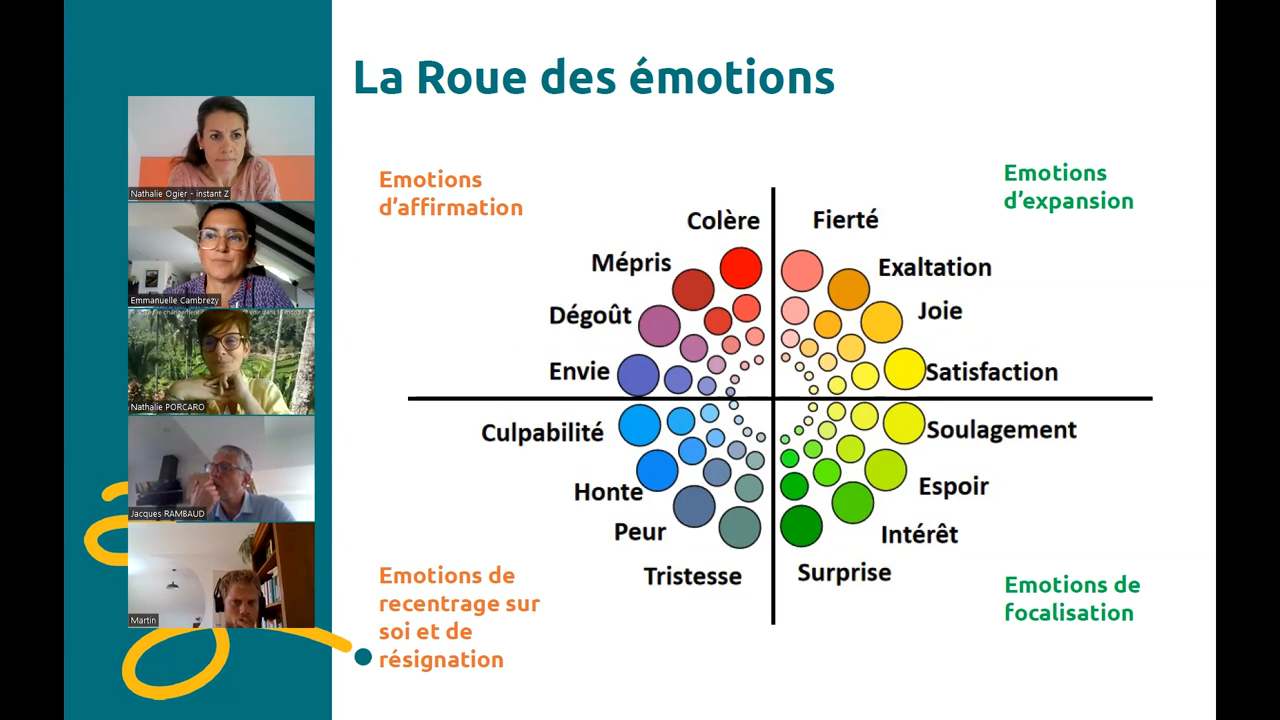 La Roue des émotions
Emotions
d'affirmation
Emotions
d'expansion
Colère
Fierté
Mépris
Exaltation
Dégoût
Joie
Envie
Satisfaction
Culpabilité
Soulagement
Honte
Espoir
Peur
Intérêt
Tristesse
Surprise
Emotions de
recentrage sur
soi et de
résignation
Emotions de
focalisation
Nathalie Ogier - instant Z
Emmanuelle Cambrezy
Nathalie PORCARO
Jacques RAMBAUD
Martin